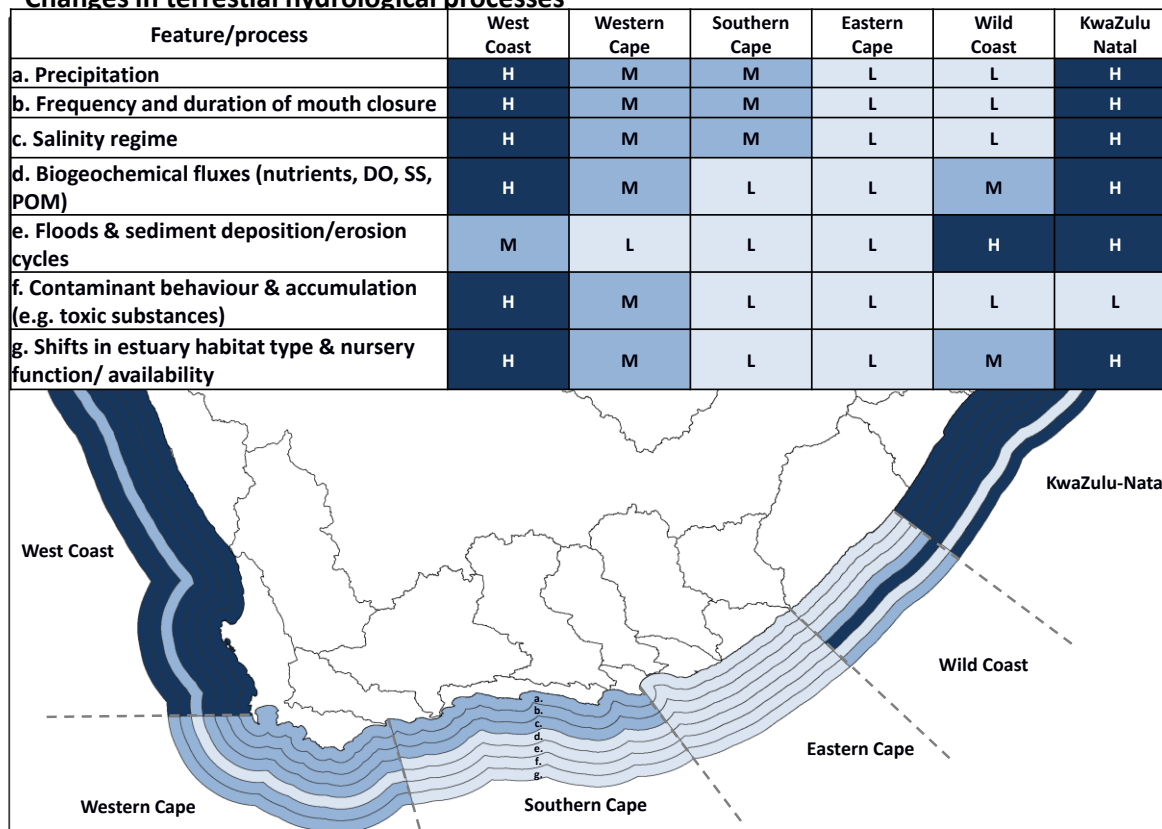 Changes in terrestial hydrological processes
Feature/process West Coast Western Cape Southern Cape Eastern Cape Wild Coast KwaZulu Natal
a. Precipitation H M M L L H
b. Frequency and duration of mouth closure H M M L L H
c. Salinity regime H M M L L H
d. Biogeochemical fluxes (nutrients, DO, SS,
POM) H M L L M H
e. Floods & sediment deposition/erosion
cycles M L L L H H
f. Contaminant behaviour & accumulation
(e.g. toxic substances) H M L L L L
g. Shifts in estuary habitat type & nursery
function/ availability H M L L M H
KwaZulu-Nata
West Coast
Wild Coast
a.
b.
c.
d.
e.
f.
g.
Eastern Cape
Western Cape
Southern Cape